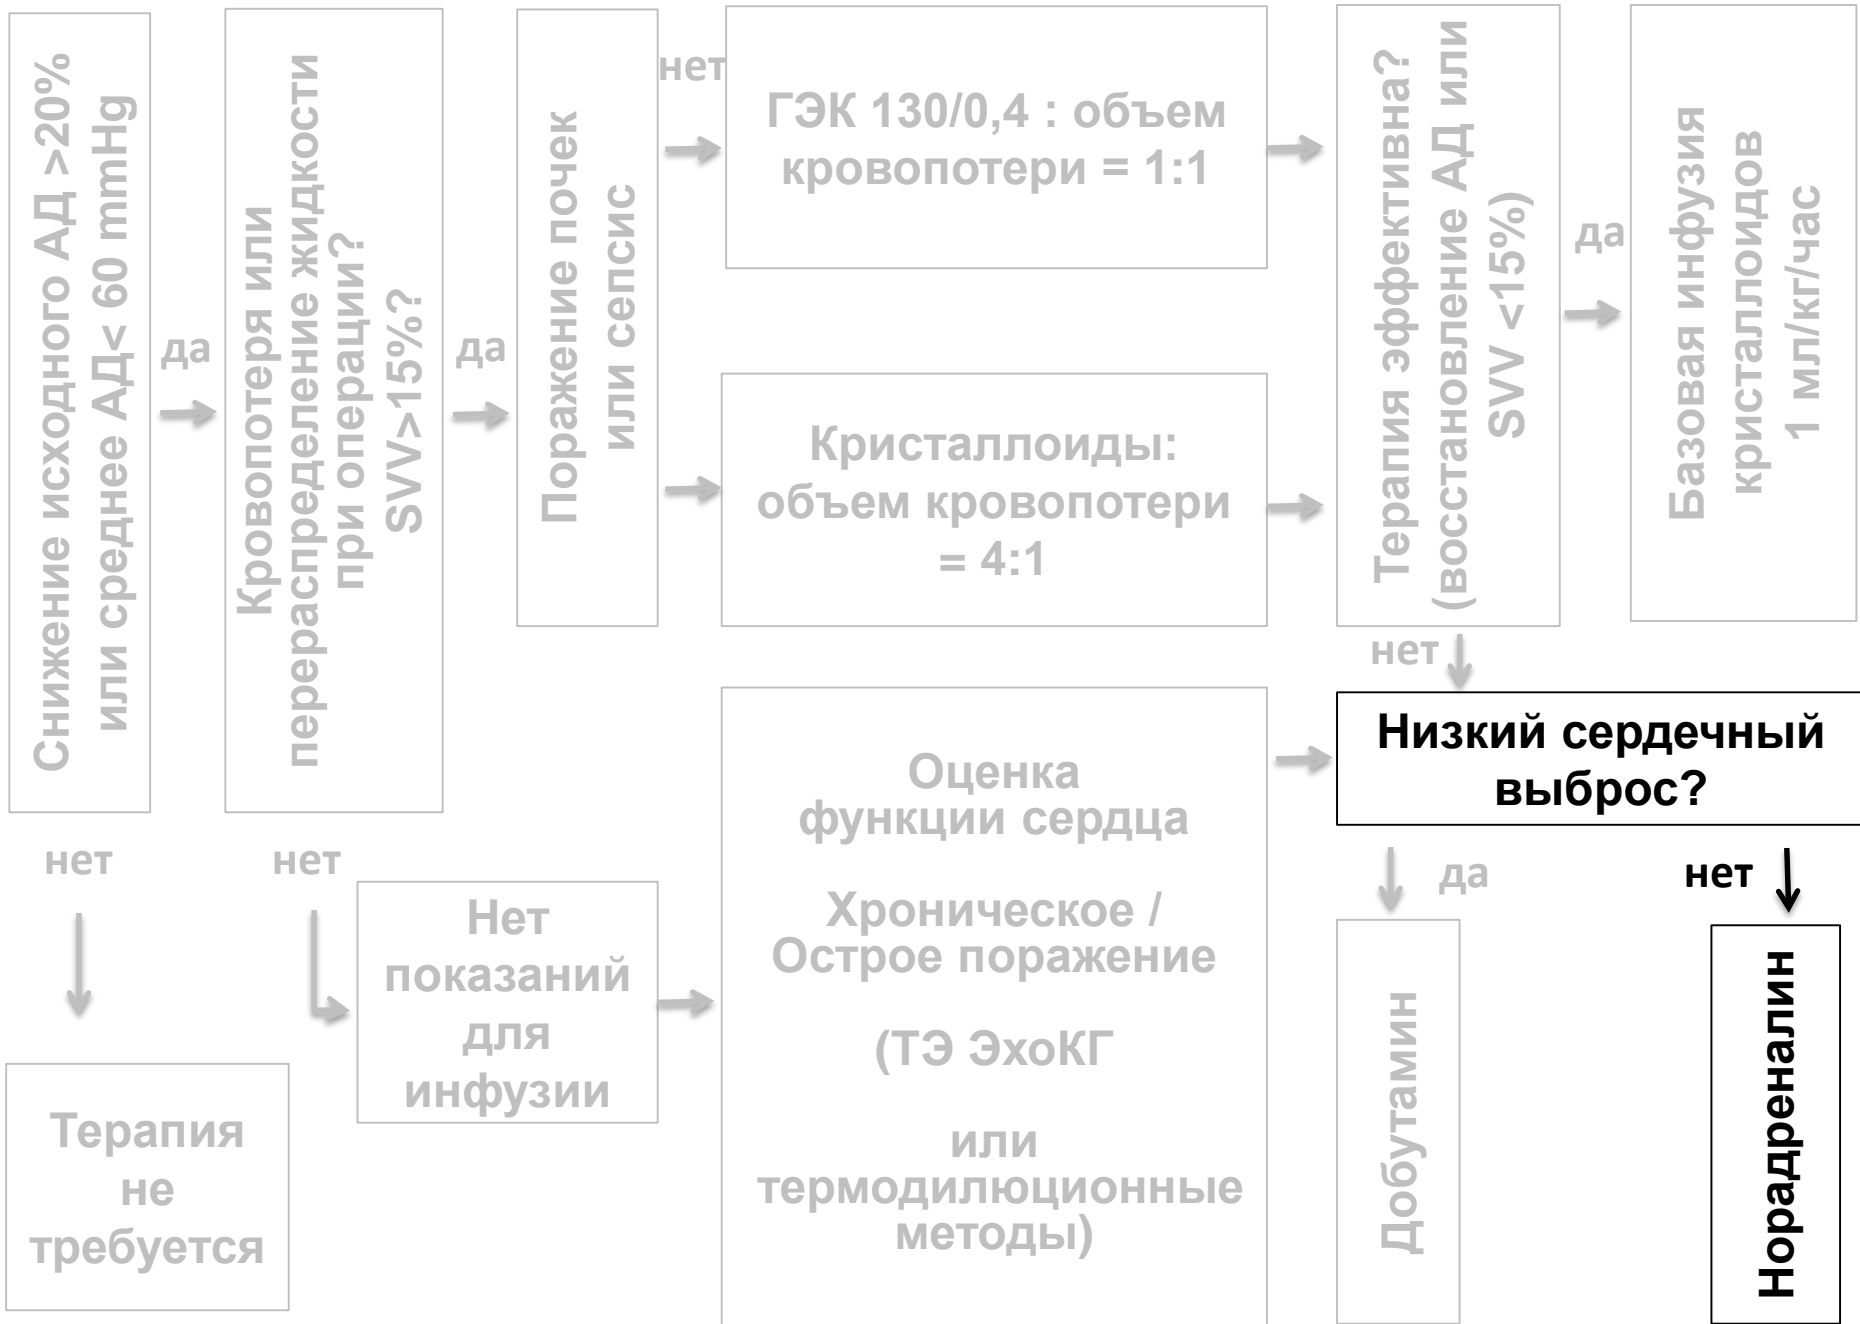 Снижение исходного АД >20%
или среднее АД< 60 mmHg
да
Кровопотеря или
перераспределение жидкости
при операции?
SVV>15%?
да
Поражение почек
или сепсис
нет
ГЭК 130/0,4 : объем
кровопотери = 1:1
Кристаллоиды:
объем кровопотери
= 4:1
Терапия эффективна?
(восстановление АД или
SVV <15%)
да
Базовая инфузия
кристаллоидов
1 мл/кг/час
нет
Низкий сердечный
выброс?
нет
Терапия
не
требуется
нет
Нет
показаний
для
инфузии
Оценка
функции сердца
Хроническое /
Острое поражение
(ТЭ ЭхоКГ
или
термодилюционные
методы)
да
Добутамин
нет
Норадреналин